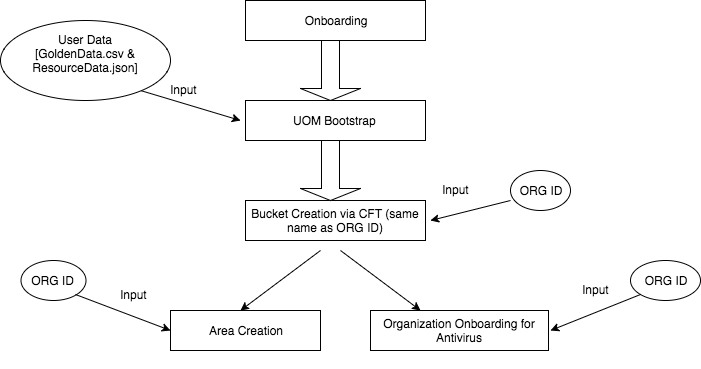 Onboarding
User Data
[GoldenData.csv &
ResourceData.json]
Input
UOM Bootstrap
Input
ORG ID
Bucket Creation via CFT (same
name as ORG ID)
ORG ID
Input
Input
ORG ID
Area Creation
Organization Onboarding for
Antivirus